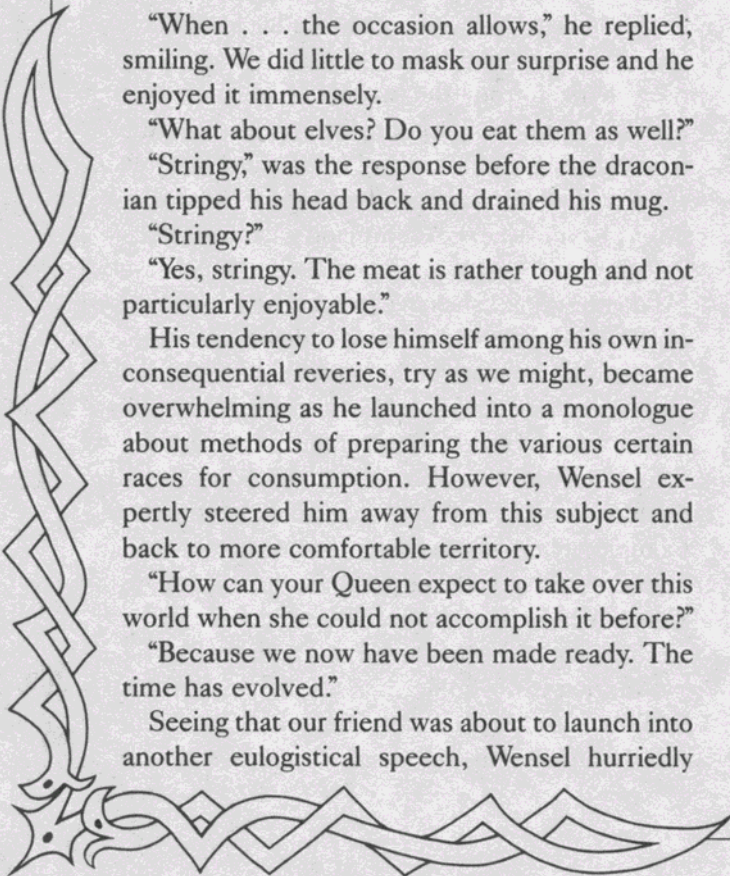 “When . . . the occasion allows,” he replied,
smiling. We did little to mask our surprise and he
enjoyed it immensely.
“What about elves? Do you eat them as well?”
“Stringy,” was the response before the dracon-
ian tipped his head back and drained his mug.
“Stringy?”
“Yes, stringy. The meat is rather tough and not
particularly enjoyable.”
His tendency to lose himself among his own in-
consequential reveries, try as we might, became
overwhelming as he launched into a monologue
about methods of preparing the various certain
races for consumption. However, Wensel ex-
pertly steered him away from this subject and
back to more comfortable territory.
“How can your Queen expect to take over this
world when she could not accomplish it before?”
“Because we now have been made ready. The
time has evolved.”
Seeing that our friend was about to launch into
another eulogistical speech, Wensel hurriedly